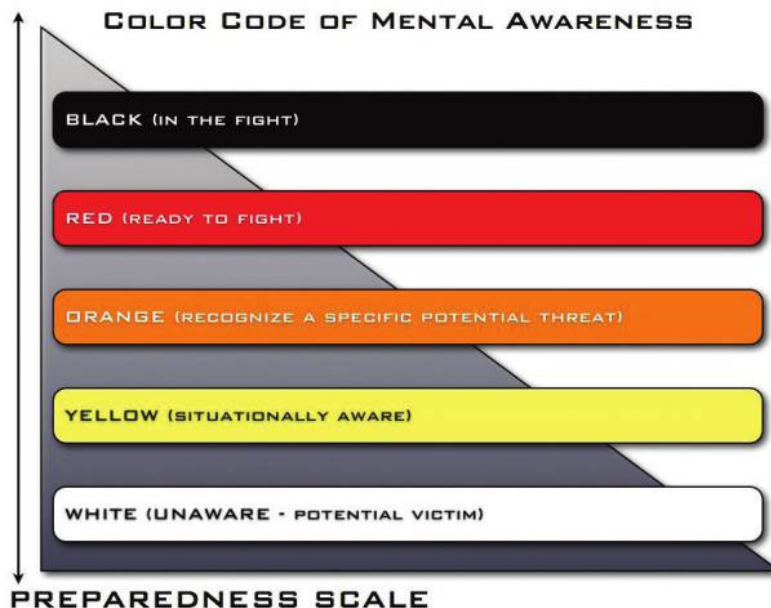 COLOR CODE OF MENTAL AWARENESS
BLACK (IN THE FIGHT)
RED (READY TO FIGHT)
ORANGE (RECOGNIZE A SPECIFIC POTENTIAL THREAT)
YELLOW (SITUATIONALLY AWARE)
WHITE (UNAWARE - POTENTIAL VICTIM)
PREPAREDNESS SCALE